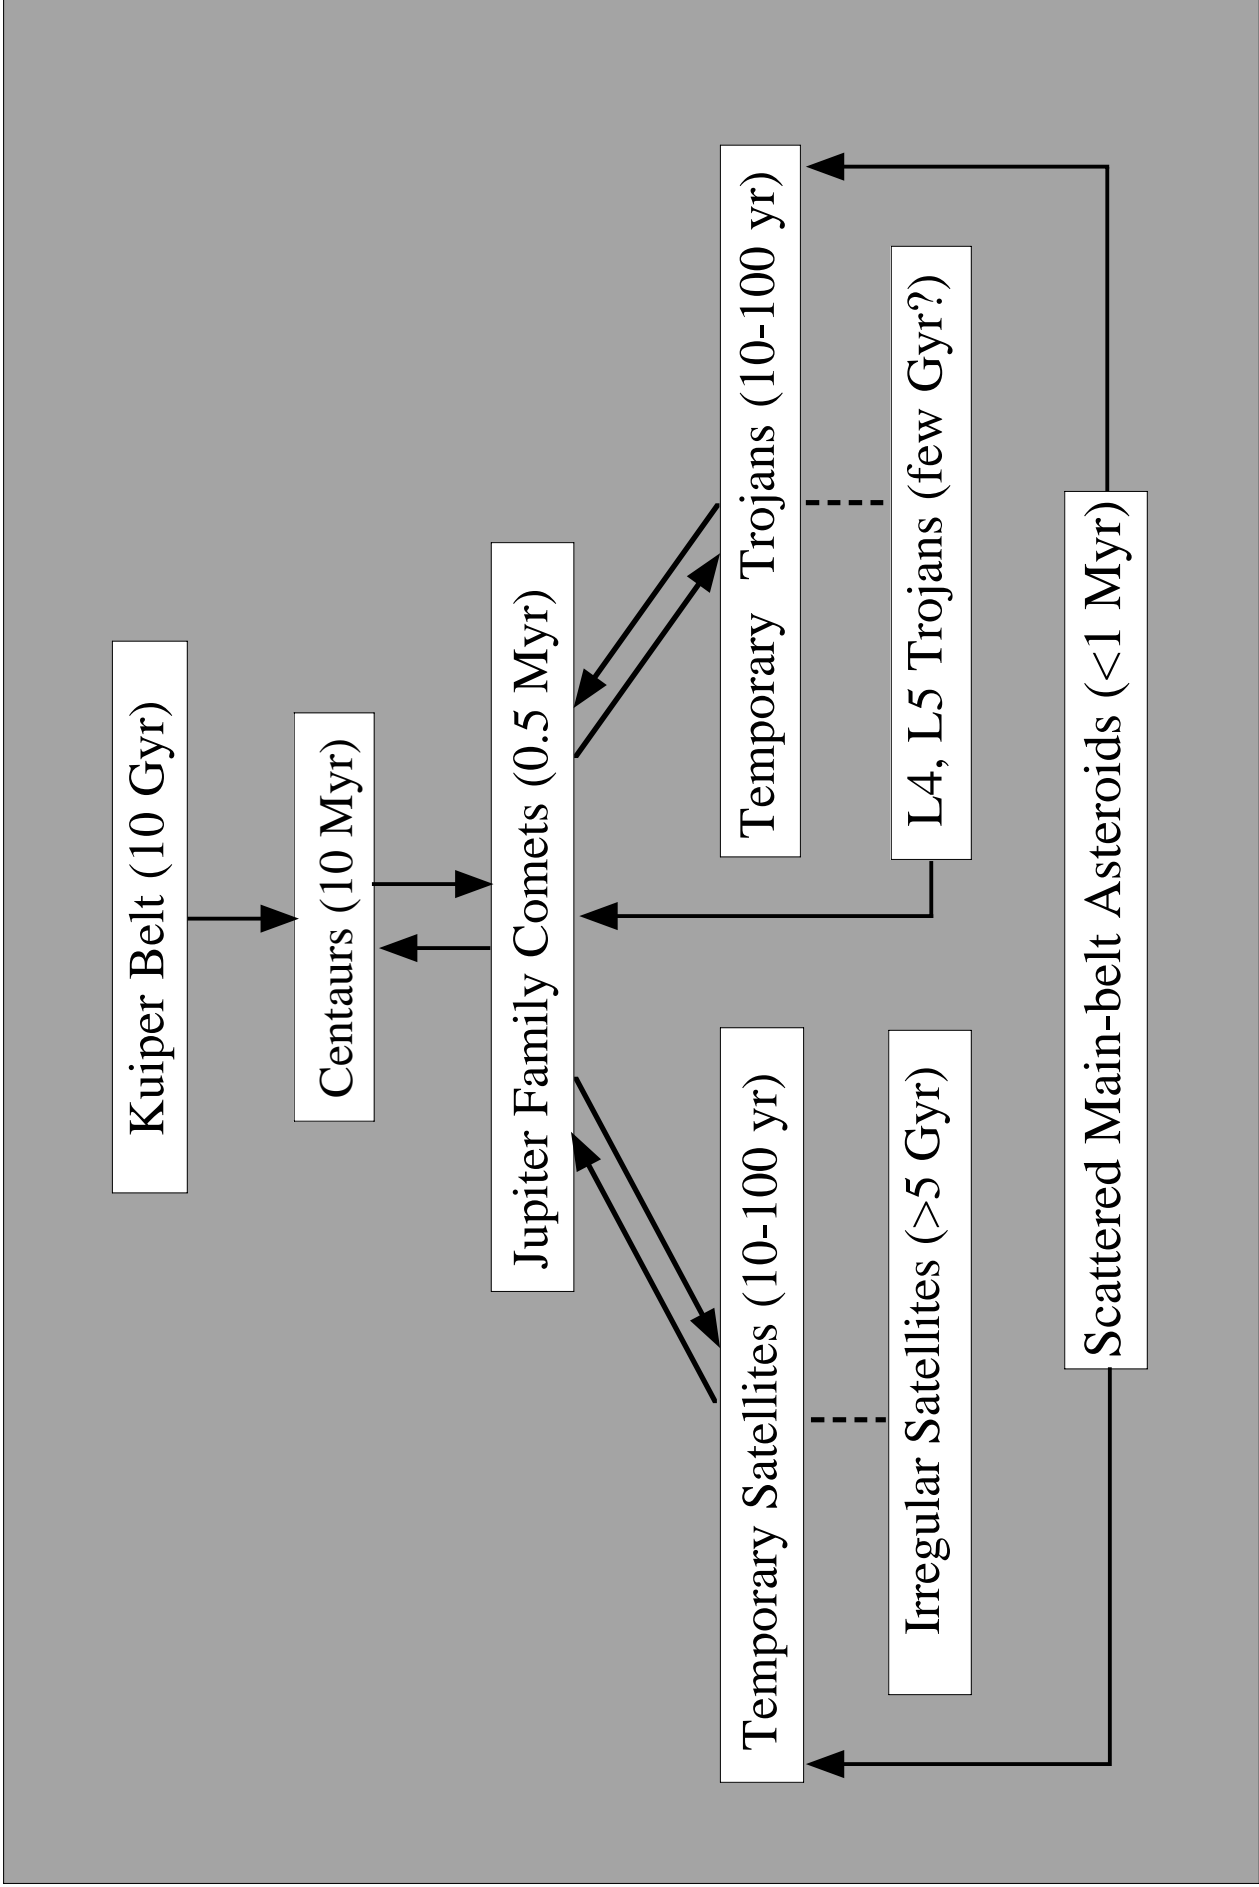 Kuiper Belt (10 Gyr)
Centaurs (10 Myr)
Jupiter Family Comets (0.5 Myr)
Temporary Satellites (10-100 yr)
Temporary Trojans (10-100 yr)
Irregular Satellites (>5 Gyr)
L4, L5 Trojans (few Gyr?)
Scattered Main-belt Asteroids (<1 Myr)